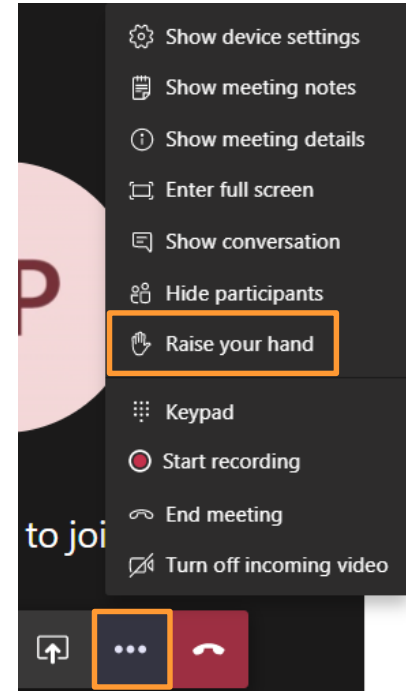 Show device settings
Show meeting notes
Show meeting details
Enter full screen
Show conversation
Hide participants
P
Raise your hand
Keypad
Start recording
End meeting
to joi
Turn off incoming video